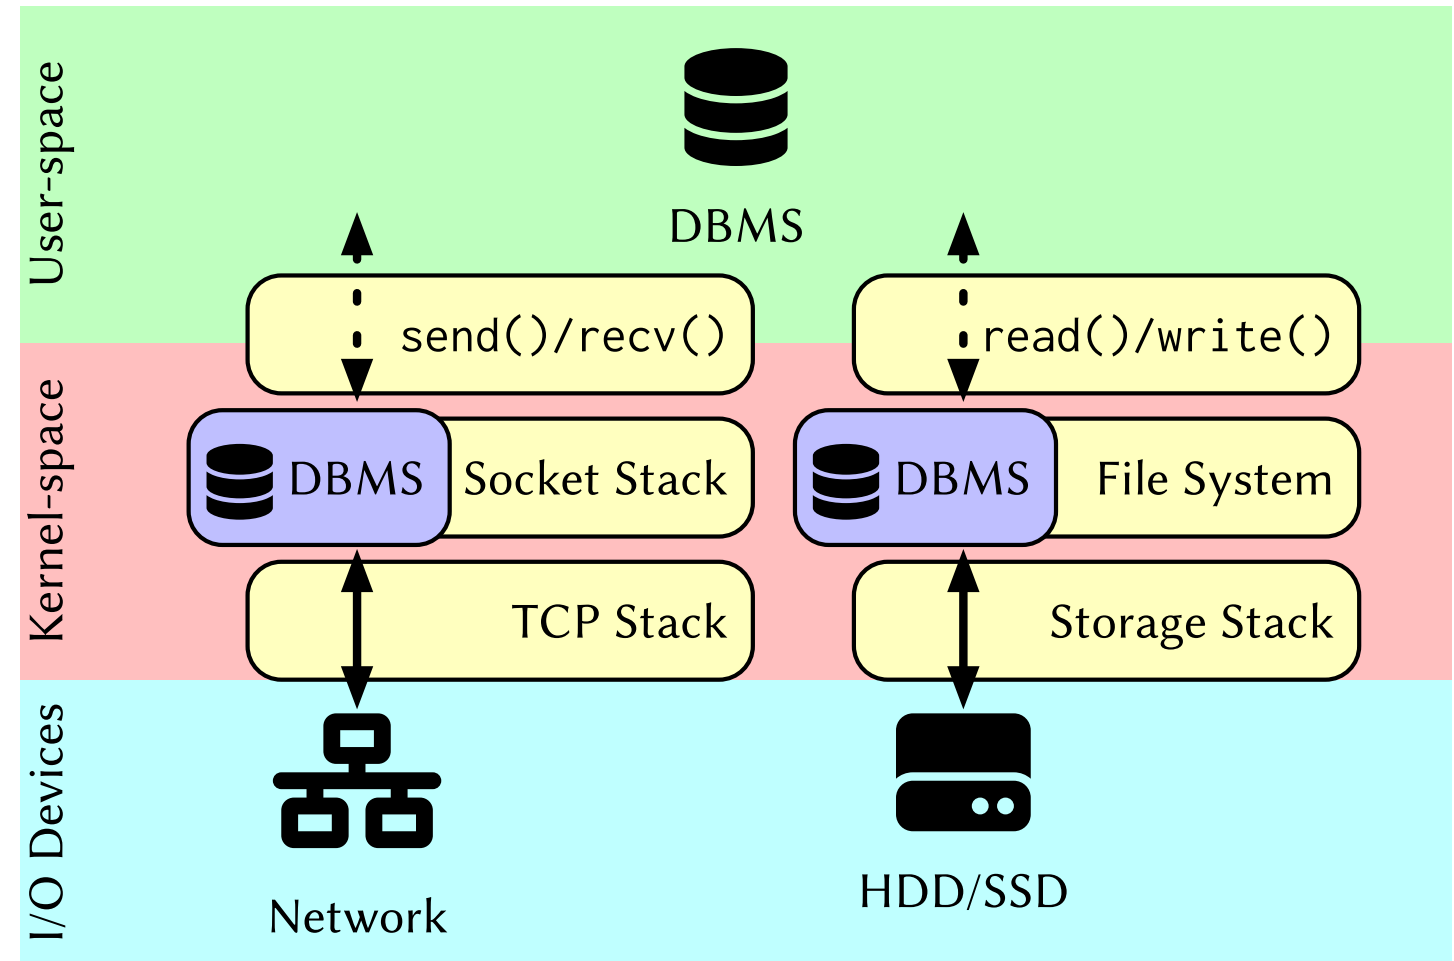 User-space
DBMS
send()/recv()
read()/write()
Kernel-space
DBMS
Socket Stack
DBMS
File System
TCP Stack
Storage Stack
I/O Devices
Network
HDD/SSD